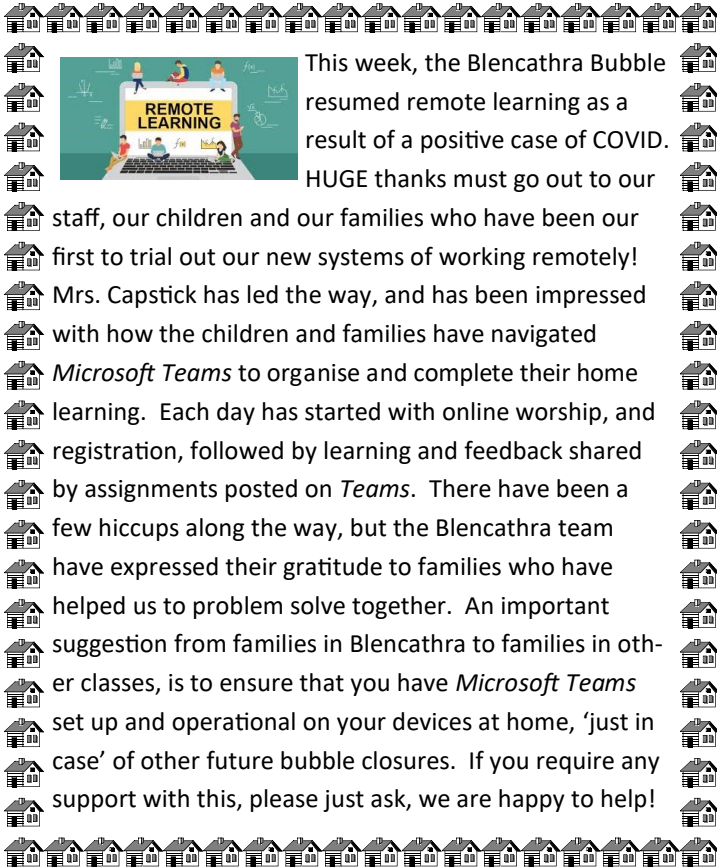 REMOTE
LEARNING
This week, the Blencathra Bubble
resumed remote learning as a
result of a positive case of COVID.
HUGE thanks must go out to our
staff, our children and our families who have been our
first to trial out our new systems of working remotely!
Mrs. Capstick has led the way, and has been impressed
with how the children and families have navigated
Microsoft Teams to organise and complete their home
learning.  Each day has started with online worship, and
registration, followed by learning and feedback shared
by assignments posted on Teams.  There have been a
few hiccups along the way, but the Blencathra team
have expressed their gratitude to families who have
helped us to problem solve together.  An important
suggestion from families in Blencathra to families in oth-
er classes, is to ensure that you have Microsoft Teams
set up and operational on your devices at home, ‘just in
case’ of other future bubble closures.  If you require any
support with this, please just ask, we are happy to help!